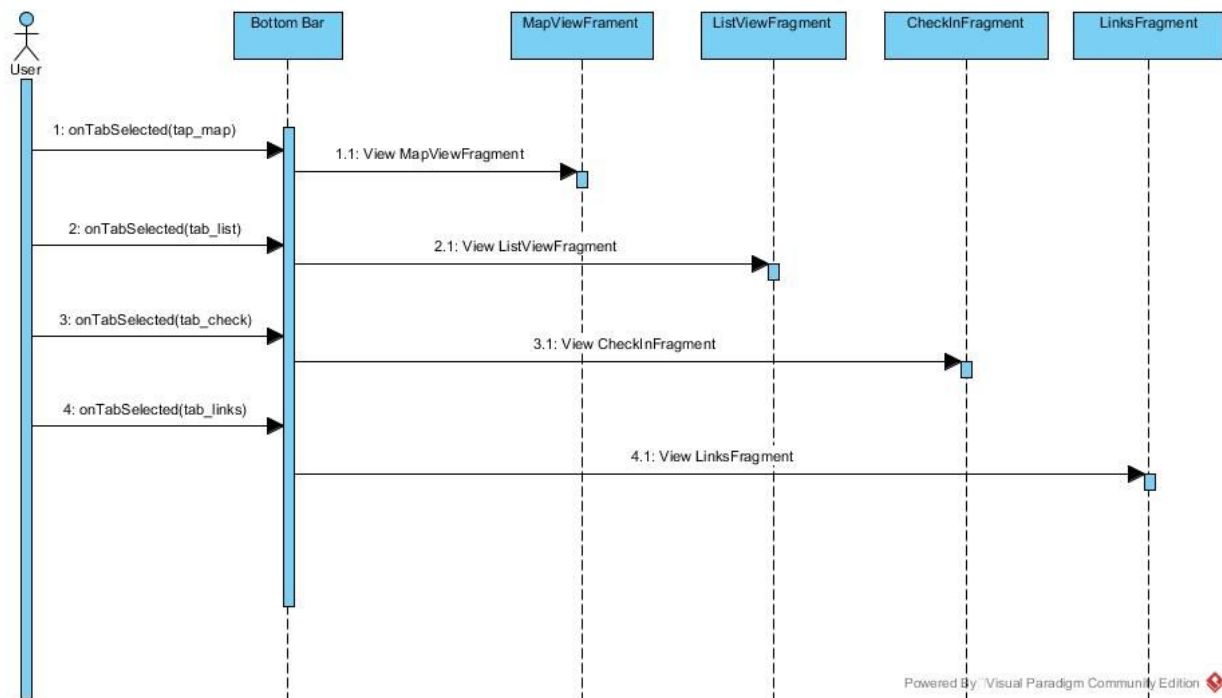 User
Bottom Bar
MapViewFrament
ListViewFragment
CheckInFragment
LinksFragment
1: onTabSelected(tap_map)
1.1: View MapViewFragment
2: onTabSelected(tab_list)
2.1: View ListViewFragment
3: onTabSelected(tab_check)
3.1: View CheckInFragment
4: onTabSelected(tab_links)
4.1: View LinksFragment
Powered By Visual Paradigm Community Edition